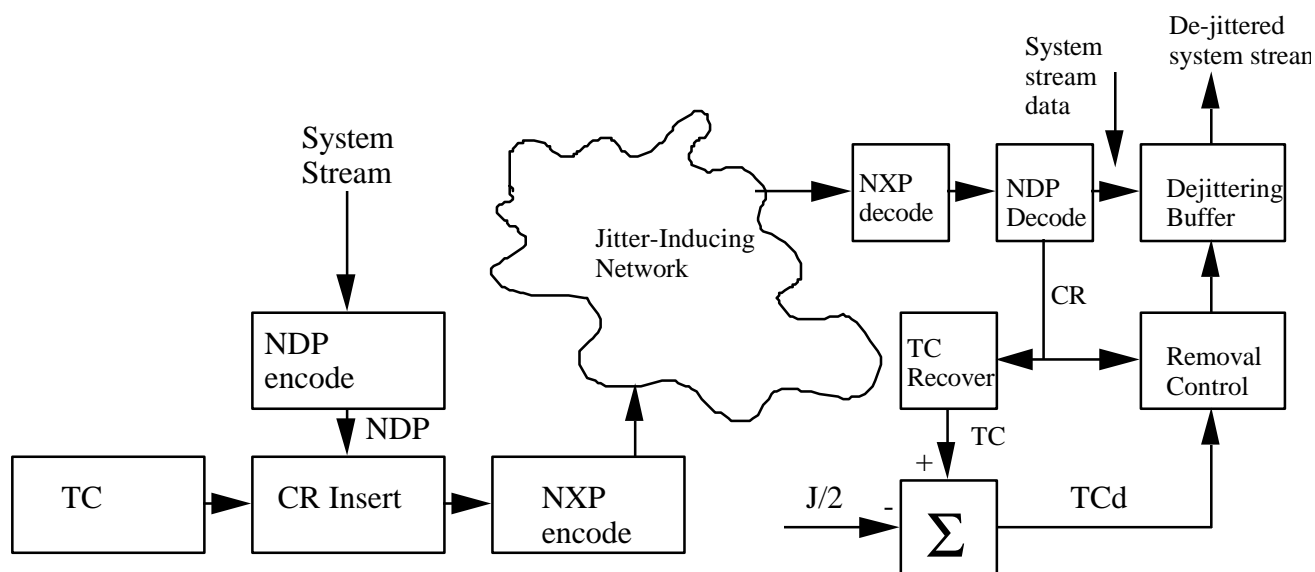 De-jittered
system stream
System
stream
data
System
Stream
NXP
decode
NDP
Decode
Dejittering
Buffer
Jitter-Inducing
Network
CR
NDP
encode
TC
Recover
Removal
Control
NDP
TC
+
TC
CR Insert
NXP
encode
J/2
-
Σ
TCd